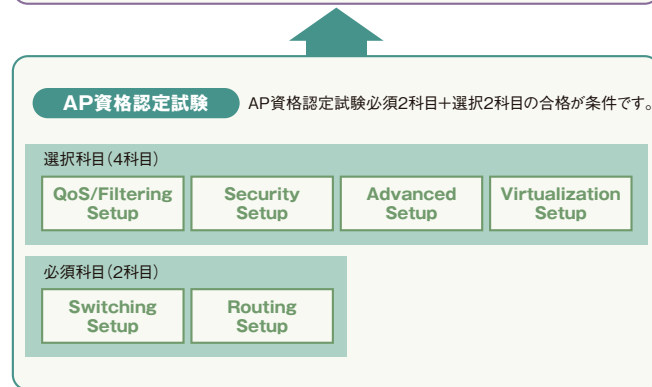 AP資格認定試験 AP資格認定試験必須2科目＋選択2科目の合格が条件です。
選択科目(4科目)
QoS/Filtering Setup
Security Setup
Advanced Setup
Virtualization Setup
必須科目(2科目)
Switching Setup
Routing Setup